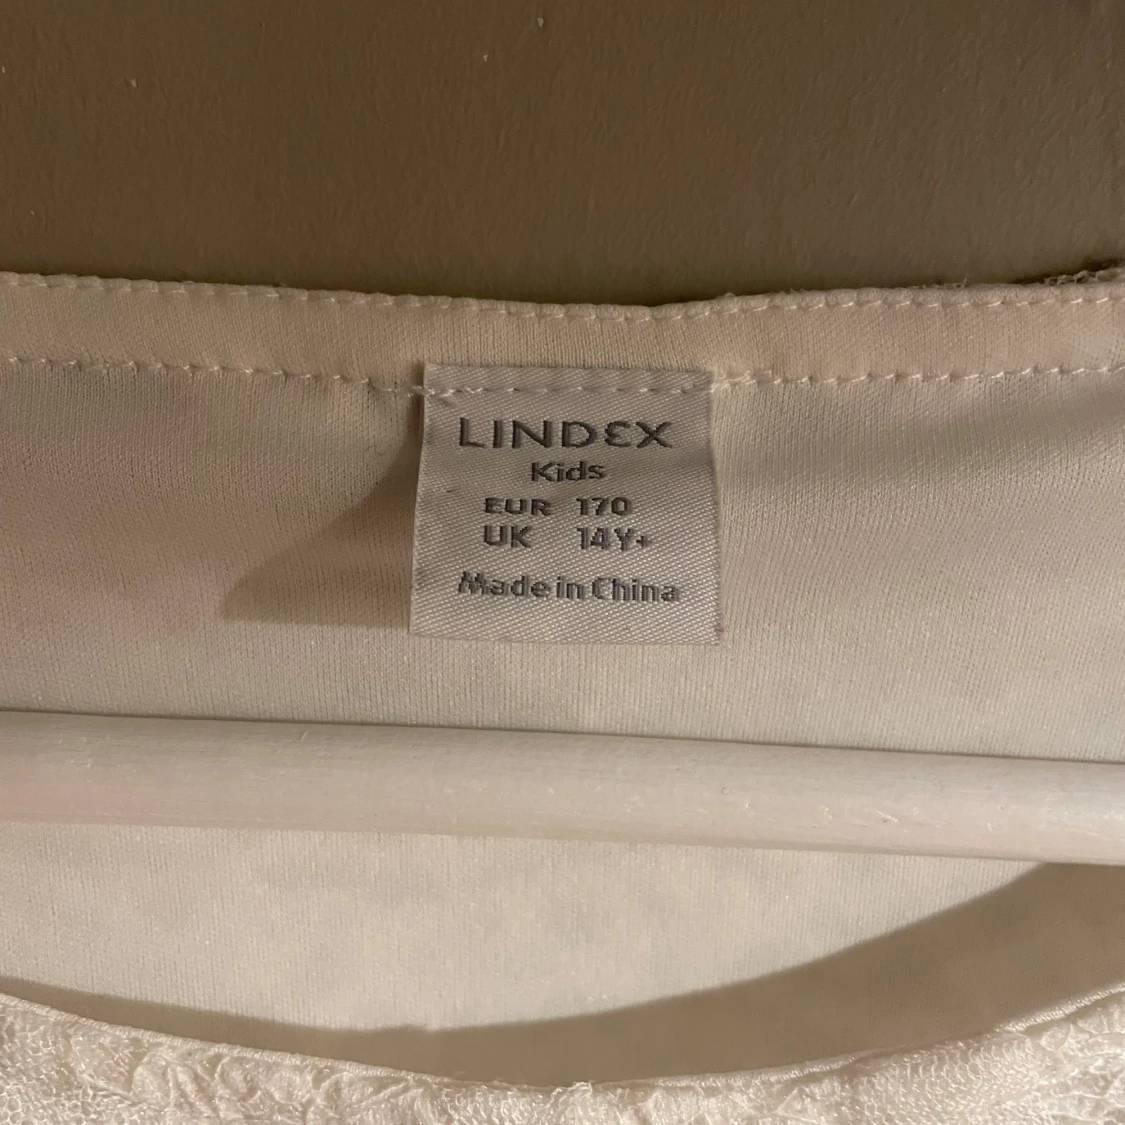 LINDEX
Kids
EUR 170
UK 14Y+
Made in China